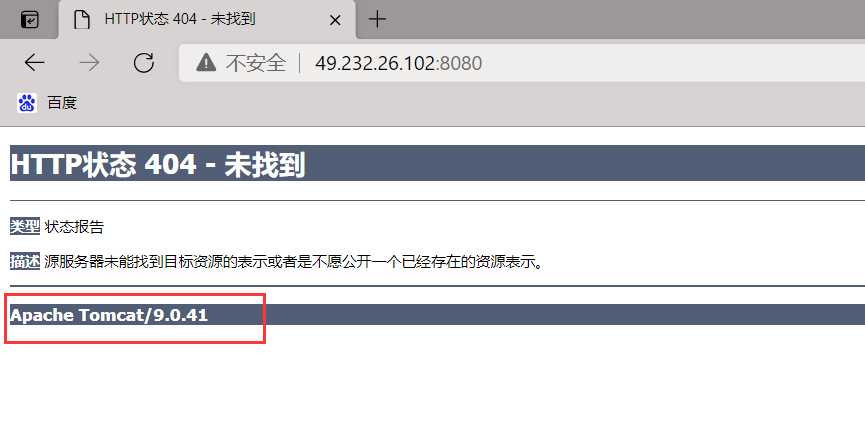 HTTP状态 404 - 未找到
不安全 49.232.26.102:8080
百度
HTTP状态 404 - 未找到
类型 状态报告
描述 源服务器未能找到目标资源的表示或者是不愿公开一个已经存在的资源表示。
Apache Tomcat/9.0.41